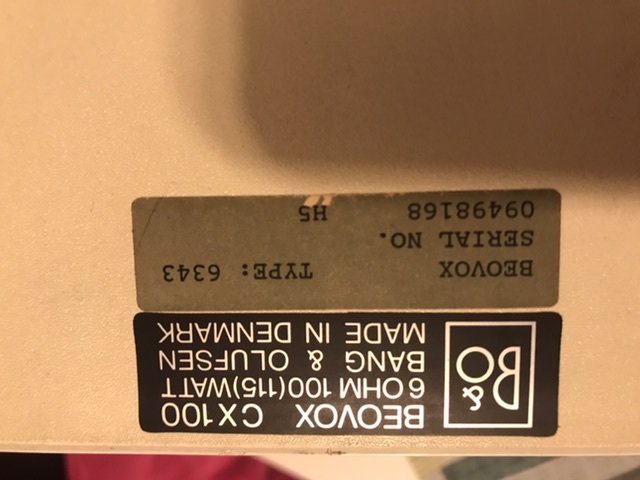 B&O
BEOVOX CX100
6 OHM 100(115)WATT
BANG & OLUFSEN
MADE IN DENMARK
BEOVOX TYPE: 6343
SERIAL NO.
09498168 H5